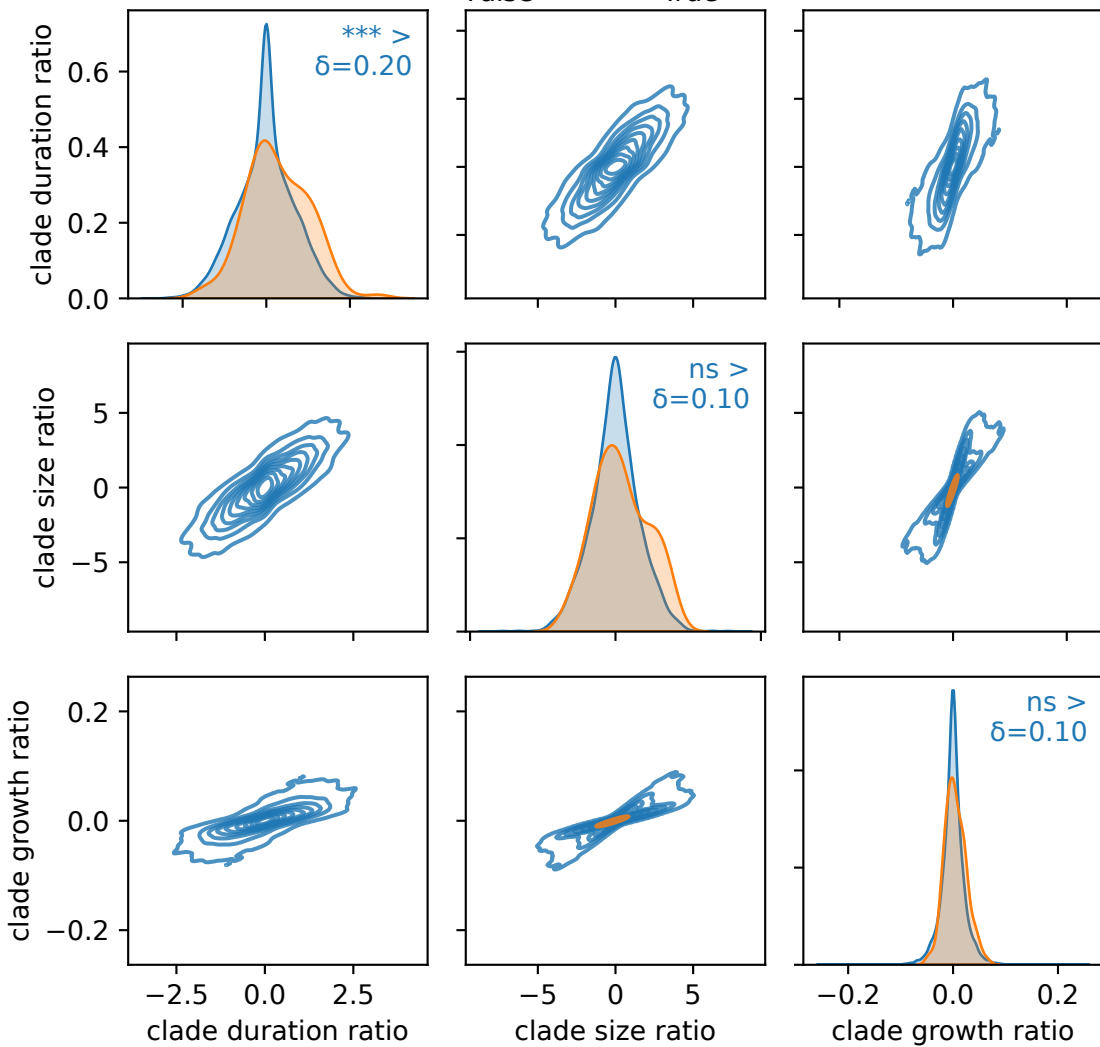 clade duration ratio
0.6
0.4
0.2
0.0
*** >
δ=0.20
clade size ratio
5
0
−5
ns >
δ=0.10
clade growth ratio
0.2
0.0
−0.2
ns >
δ=0.10
−2.5 0.0 2.5
−5 0 5
−0.2 0.0 0.2
clade duration ratio
clade size ratio
clade growth ratio